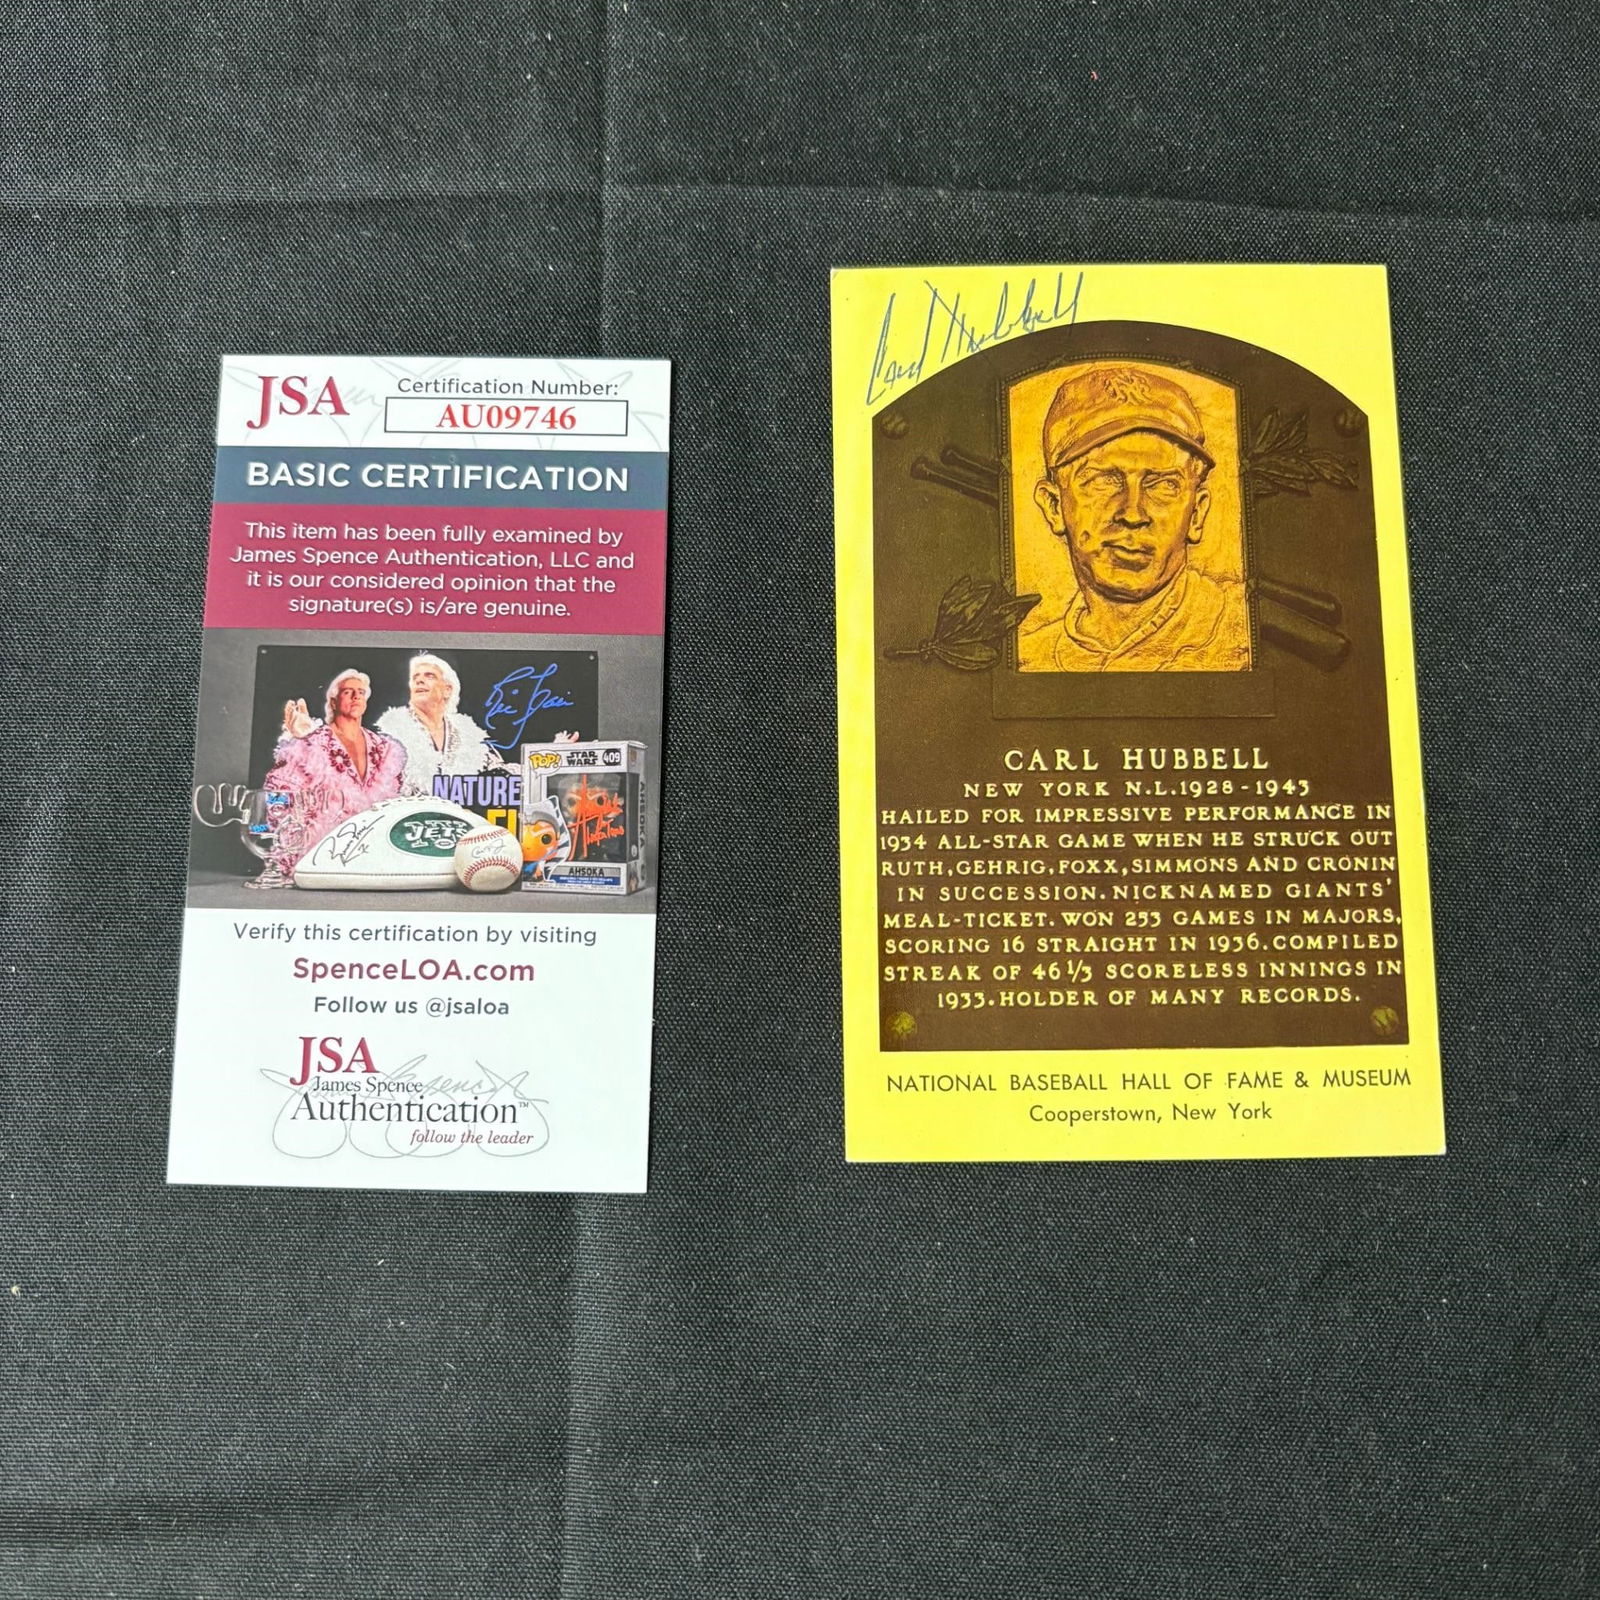 JSA
Certification Number:
AU09746
BASIC CERTIFICATION
This item has been fully examined by
James Spence Authentication, LLC and
it is our considered opinion that the
signature(s) is/are genuine.
NATURE
POP!
STAR
WARS
409
AHSOKA
JETS
AHSOKA
Verify this certification by visiting
SpenceLOA.com
Follow us @jsaloa
JSA
James Spence
Authentication™
follow the leader
Carl Hubbell
CARL HUBBELL
NEW YORK N.L.1928-1943
HAILED FOR IMPRESSIVE PERFORMANCE IN
1934 ALL-STAR GAME WHEN HE STRUCK OUT
RUTH,GEHRIG,FOXX,SIMMONS AND CRONIN
IN SUCCESSION.NICKNAMED GIANTS'
MEAL-TICKET. WON 253 GAMES IN MAJORS,
SCORING 16 STRAIGHT IN 1936.COMPILED
STREAK OF 46 1/3 SCORELESS INNINGS IN
1933.HOLDER OF MANY RECORDS.
NATIONAL BASEBALL HALL OF FAME & MUSEUM
Cooperstown, New York